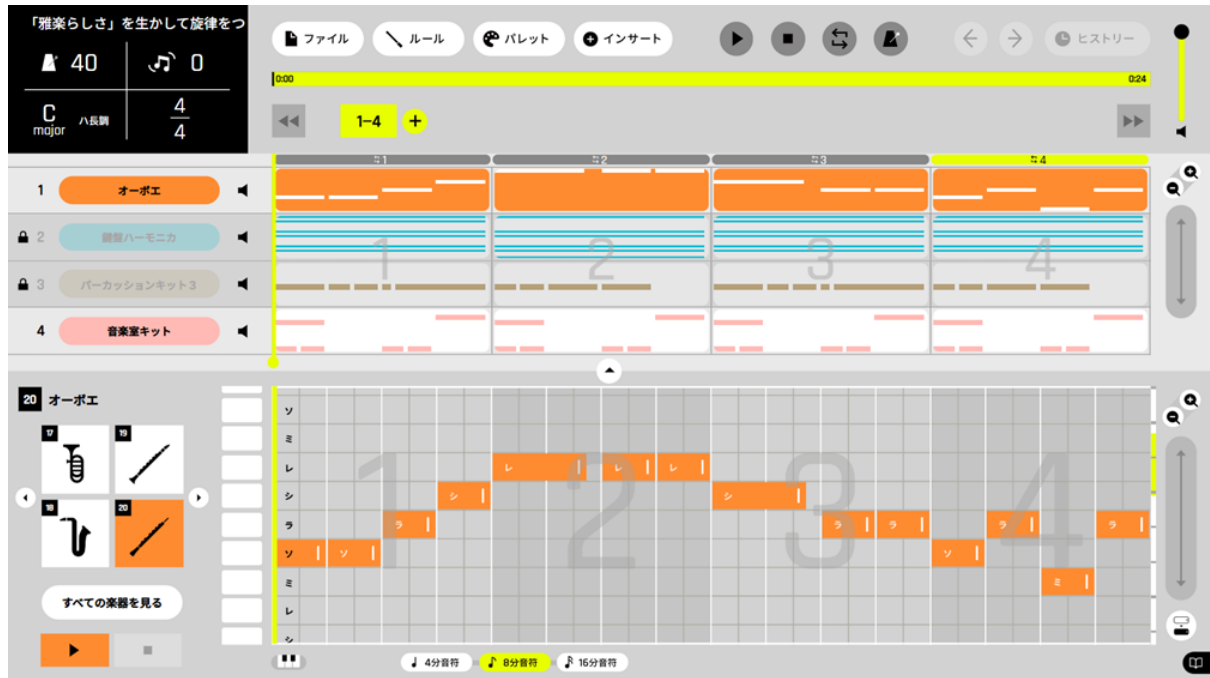 「雅楽らしさ」を生かして旋律をつ
40
0
C
major
ハ長調
4
4
ファイル
ルール
パレット
インサート
ヒストリー
0:00
0:24
1-4
1
2
3
4
1
オーボエ
2
鍵盤ハーモニカ
3
パーカッションキット3
4
音楽室キット
1
2
3
4
20
オーボエ
17
19
18
20
すべての楽器を見る
ソ
ミ
レ
シ
ラ
ソ
ミ
レ
シ
1
2
3
4
ソ
ソ
ラ
シ
レ
レ
レ
シ
ラ
ラ
ソ
ラ
ミ
ラ
4分音符
8分音符
16分音符